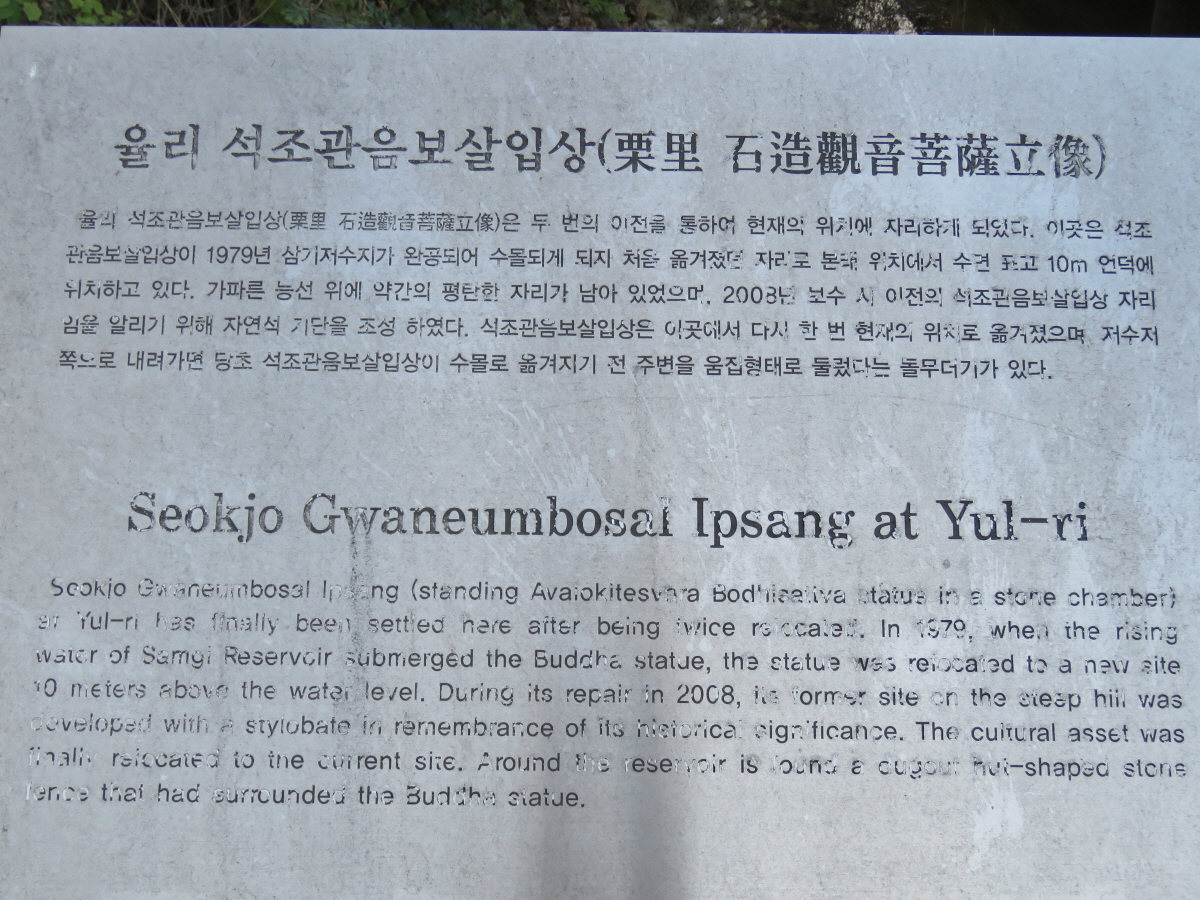 율리 석조관음보살입상(栗里 石造觀音菩薩立像)
율리 석조관음보살입상(栗里 石造觀音菩薩立像)은 두 번의 이전을 통하여 현재의 위치에 자리하게 되었다. 이곳은 석조
관음보살입상이 1979년 삼기저수지가 완공되어 수몰되게 되자 처음 옮겨졌던 자리로 본래 위치에서 수면 표고 10m 언덕에
위치하고 있다. 가파른 능선 위에 약간의 평탄한 자리가 남아 있었으며, 2008년 보수 시 이전의 석조관음보살입상 자리
임을 알리기 위해 자연석 기단을 조성 하였다. 석조관음보살입상은 이곳에서 다시 한 번 현재의 위치로 옮겨졌으며, 저수지
쪽으로 내려가면 당초 석조관음보살입상이 수몰로 옮겨지기 전 주변을 움집형태로 둘렀다는 돌무더기가 있다.
Seokjo Gwaneumbosal Ipsang at Yul-ri
Seokjo Gwaneumbosal Ipsang (standing Avalokitesvara Bodhisattva status in a stone chamber)
at Yul-ri has finally been settled here after being twice relocated. In 1979, when the rising
water of Samgi Reservoir submerged the Buddha statue, the statue was relocated to a new site
10 meters above the water level. During its repair in 2008, its former site on the steep hill was
developed with a stylobate in remembrance of its historical significance. The cultural asset was
finally relocated to the current site. Around the reservoir is found a dugout hut-shaped stone
fence that had surrounded the Buddha statue.